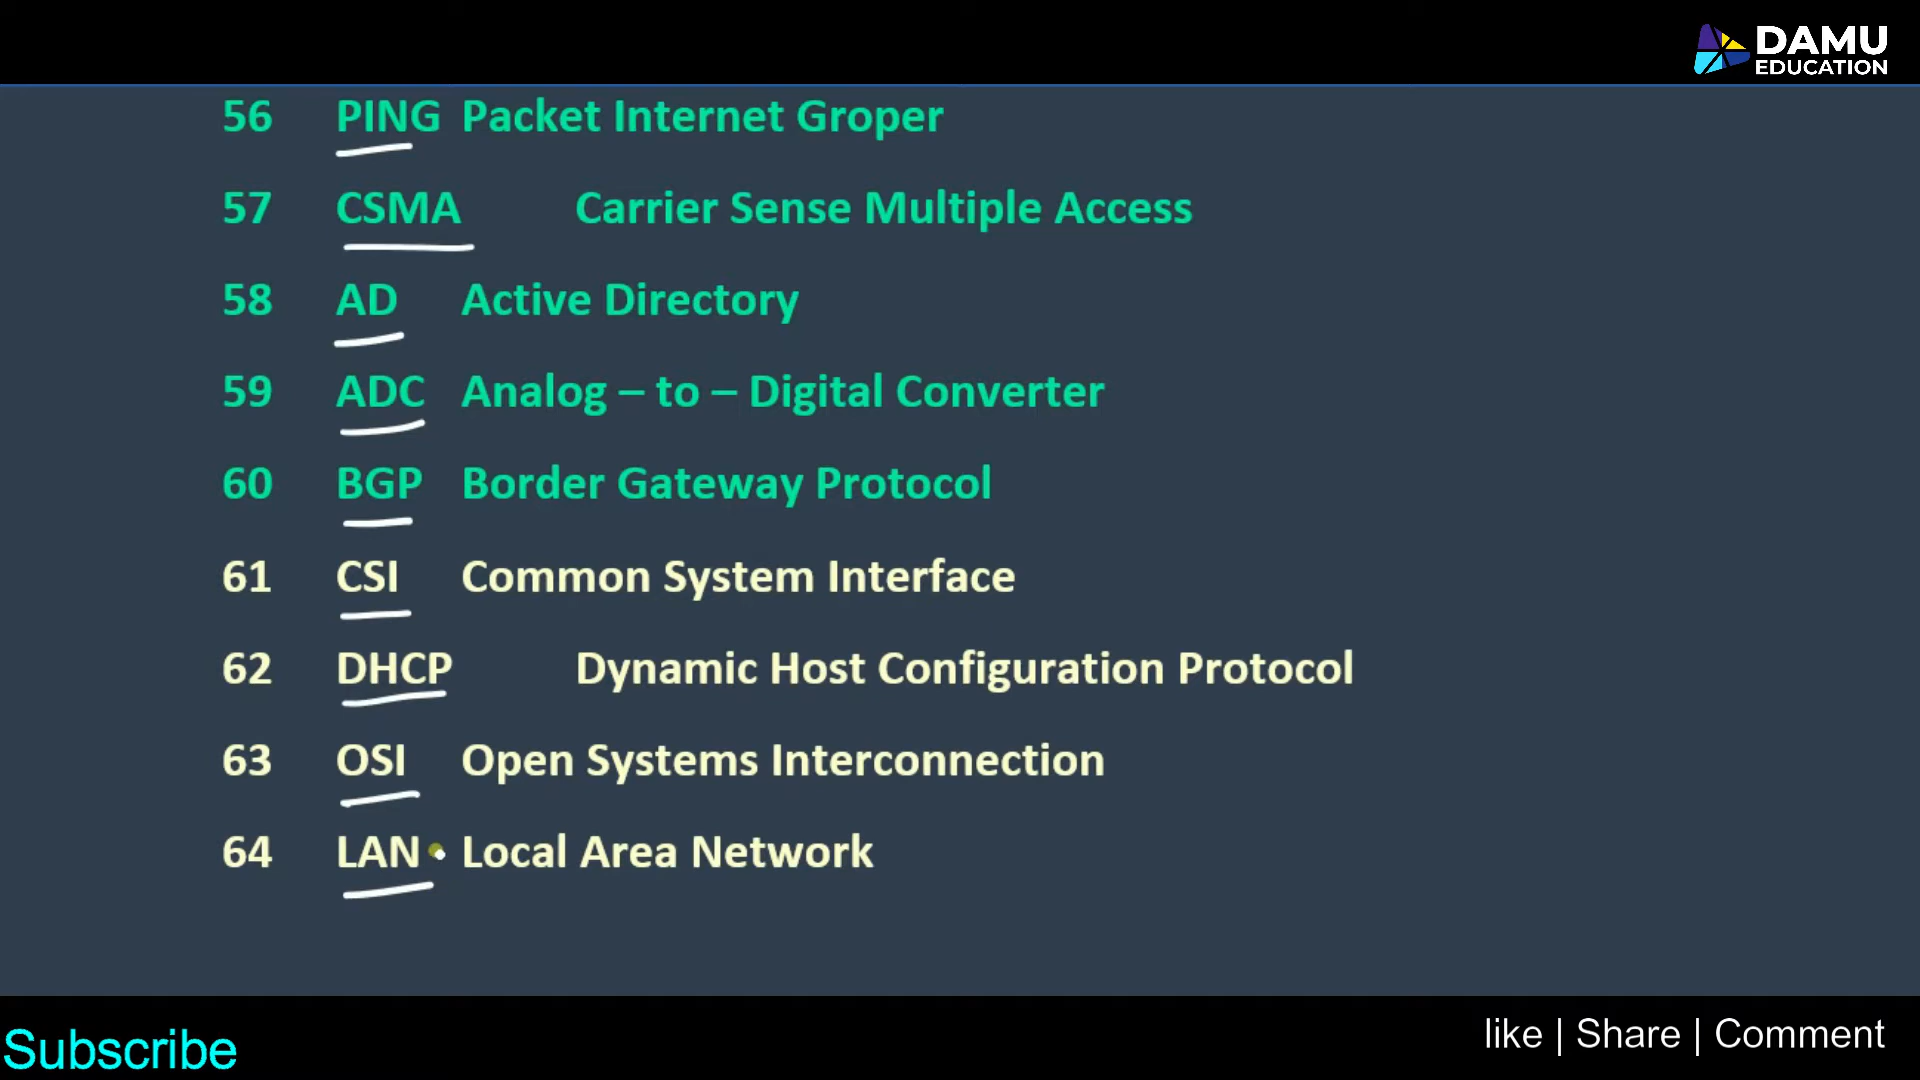 DAMU
EDUCATION
56 PING Packet Internet Groper
57 CSMA Carrier Sense Multiple Access
58 AD Active Directory
59 ADC Analog – to – Digital Converter
60 BGP Border Gateway Protocol
61 CSI Common System Interface
62 DHCP Dynamic Host Configuration Protocol
63 OSI Open Systems Interconnection
64 LAN Local Area Network
Subscribe
like | Share | Comment